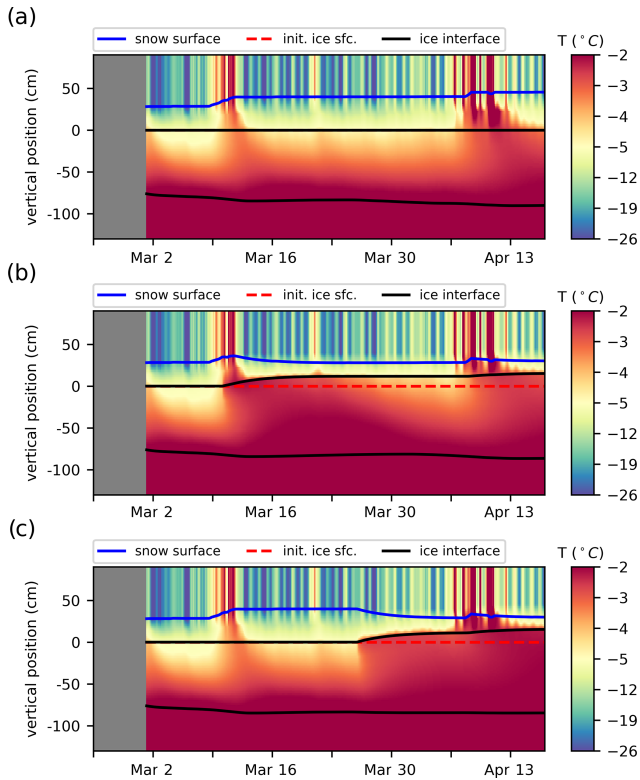 (a)
snow surface init. ice sfc. ice interface
T (°C)
vertical position (cm)
50
0
-50
-100
Mar 2 Mar 16 Mar 30 Apr 13
−2
−3
−4
−5
−9
−12
−19
−26
(b)
snow surface init. ice sfc. ice interface
T (°C)
vertical position (cm)
50
0
-50
-100
Mar 2 Mar 16 Mar 30 Apr 13
−2
−3
−4
−5
−9
−12
−19
−26
(c)
snow surface init. ice sfc. ice interface
T (°C)
vertical position (cm)
50
0
-50
-100
Mar 2 Mar 16 Mar 30 Apr 13
−2
−3
−4
−5
−9
−12
−19
−26